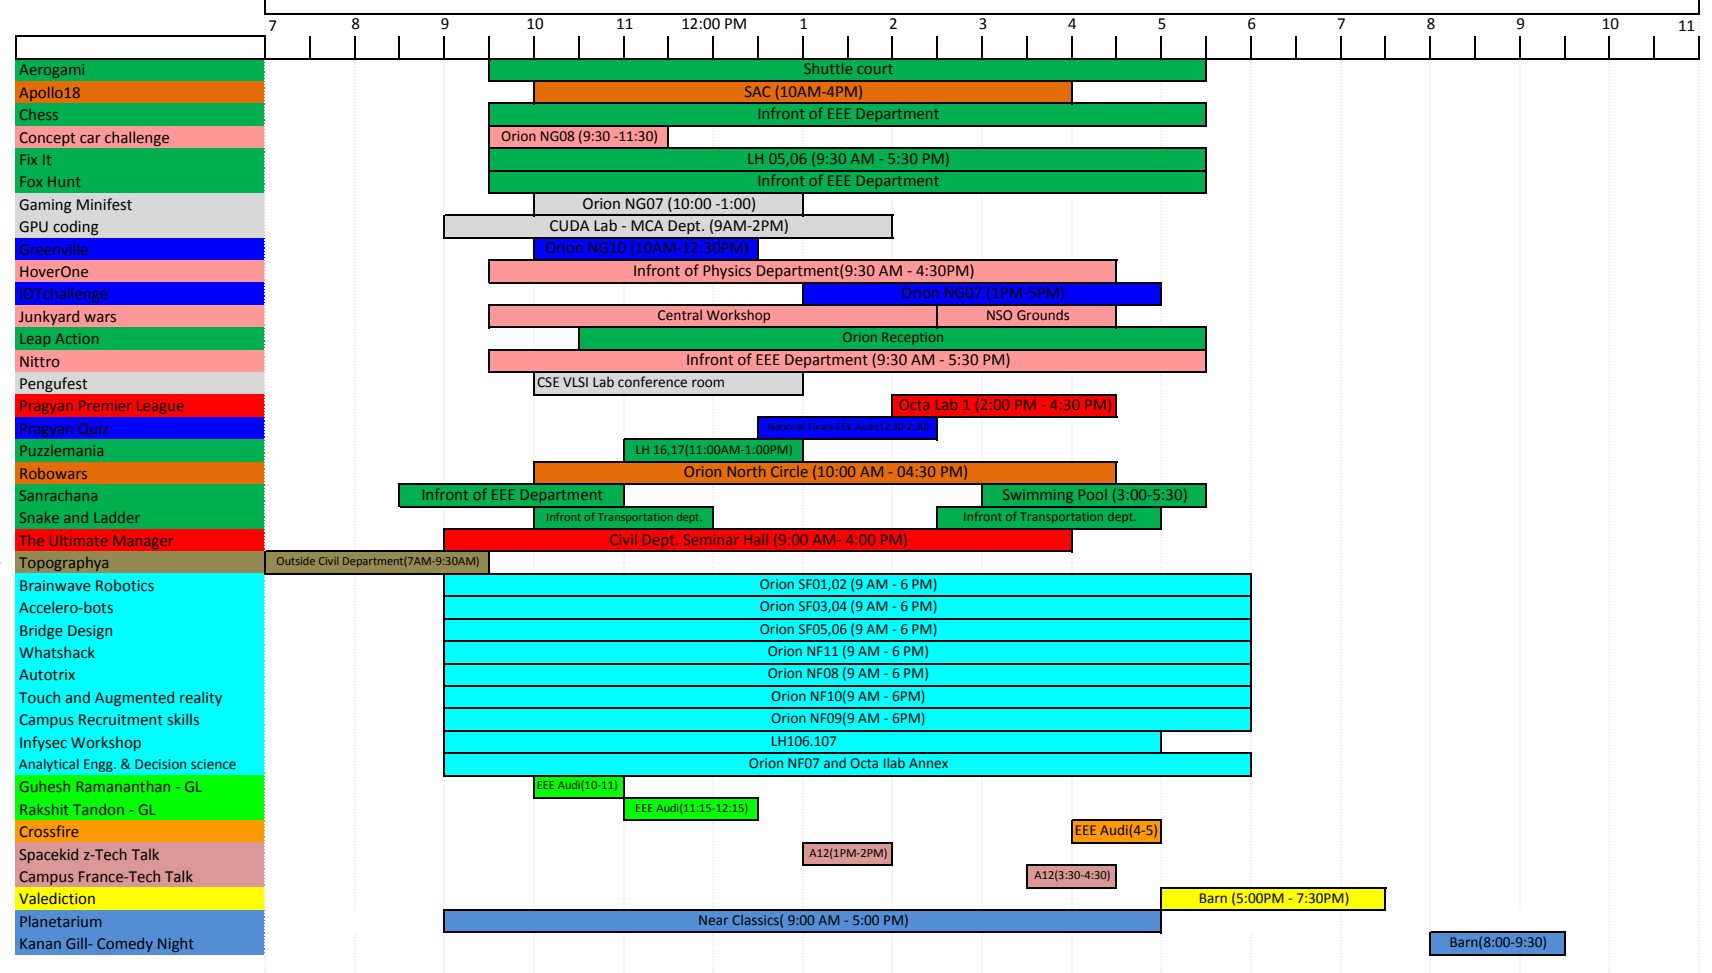 7 8 9 10 11 12:00 PM 1 2 3 4 5 6 7 8 9 10 11
Aerogami Shuttle court
Apollo18 SAC (10AM-4PM)
Chess Infront of EEE Department
Concept car challenge Orion NG08 (9:30 -11:30)
Fix It LH 05,06 (9:30 AM - 5:30 PM)
Fox Hunt Infront of EEE Department
Gaming Minifest Orion NG07 (10:00 -1:00)
GPU coding CUDA Lab - MCA Dept. (9AM-2PM)
Greenville Orion NG10 (10AM-12:30PM)
HoverOne Infront of Physics Department(9:30 AM - 4:30PM)
IOTchallenge Orion NG07 (1PM-5PM)
Junkyard wars Central Workshop NSO Grounds
Leap Action Orion Reception
Nittro Infront of EEE Department (9:30 AM - 5:30 PM)
Pengufest CSE VLSI Lab conference room
Pragyan Premier League Octa Lab 1 (2:00 PM - 4:30 PM)
Pragyan Quiz National Finals EEE Audi(12:30-2:30)
Puzzlemania LH 16,17(11:00AM-1:00PM)
Robowars Orion North Circle (10:00 AM - 04:30 PM)
Sanrachana Infront of EEE Department Swimming Pool (3:00-5:30)
Snake and Ladder Infront of Transportation dept. Infront of Transportation dept.
The Ultimate Manager Civil Dept. Seminar Hall (9:00 AM- 4:00 PM)
Topographya Outside Civil Department(7AM-9:30AM)
Brainwave Robotics Orion SF01,02 (9 AM - 6 PM)
Accelero-bots Orion SF03,04 (9 AM - 6 PM)
Bridge Design Orion SF05,06 (9 AM - 6 PM)
Whatshack Orion NF11 (9 AM - 6 PM)
Autotrix Orion NF08 (9 AM - 6 PM)
Touch and Augmented reality Orion NF10(9 AM - 6PM)
Campus Recruitment skills Orion NF09(9 AM - 6PM)
Infysec Workshop LH106.107
Analytical Engg. & Decision science Orion NF07 and Octa Ilab Annex
Guhesh Ramananthan - GL EEE Audi(10-11)
Rakshit Tandon - GL EEE Audi(11:15-12:15)
Crossfire EEE Audi(4-5)
Spacekid z-Tech Talk A12(1PM-2PM)
Campus France-Tech Talk A12(3:30-4:30)
Valediction Barn (5:00PM - 7:30PM)
Planetarium Near Classics( 9:00 AM - 5:00 PM)
Kanan Gill- Comedy Night Barn(8:00-9:30)